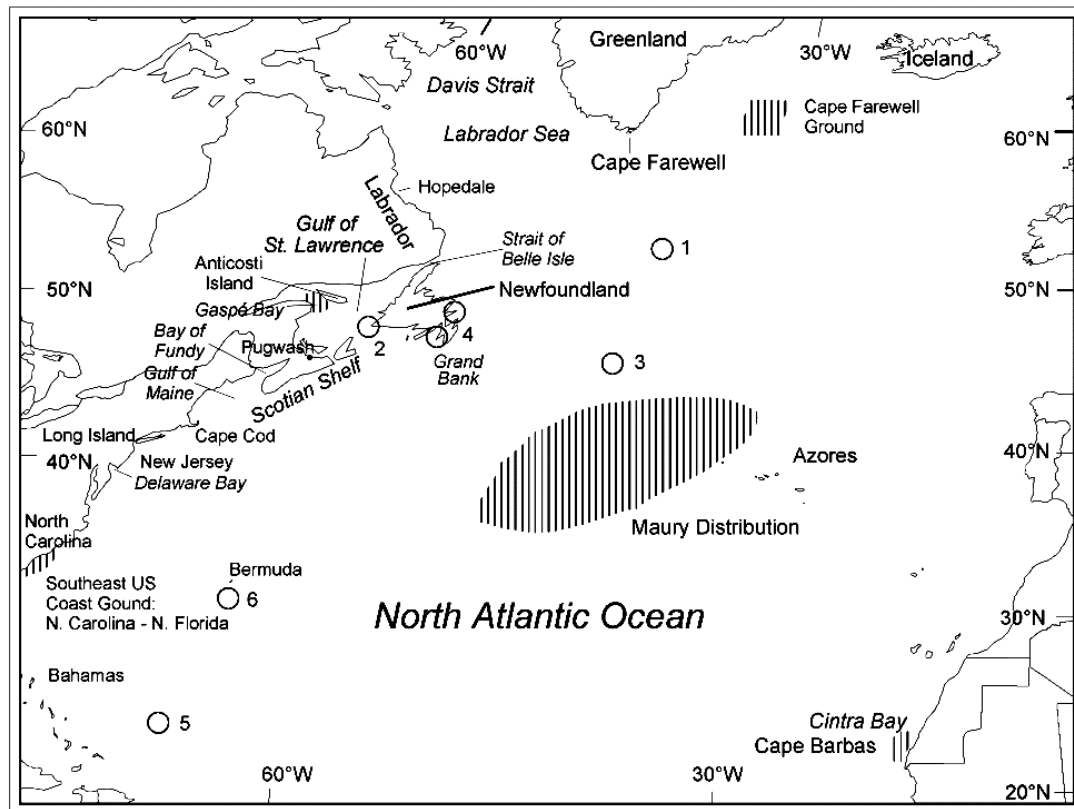 60°W
Greenland
30°W
Iceland
Davis Strait
Cape Farewell
Ground
60°N
Labrador Sea
60°N
Cape Farewell
Hopedale
Labrador
Gulf of
St. Lawrence
Strait of
Belle Isle
1
Anticosti
Island
50°N
Newfoundland
50°N
Gaspé Bay
Bay of
Fundy
Pugwash
2
4
Grand
Bank
3
Gulf of
Maine
Scotian Shelf
Long Island
Cape Cod
40°N
New Jersey
Delaware Bay
Azores
40°N
North
Carolina
Maury Distribution
Bermuda
Southeast US
Coast Gound:
N. Carolina - N. Florida
6
North Atlantic Ocean
30°N
Bahamas
5
Cintra Bay
Cape Barbas
60°W
30°W
20°N